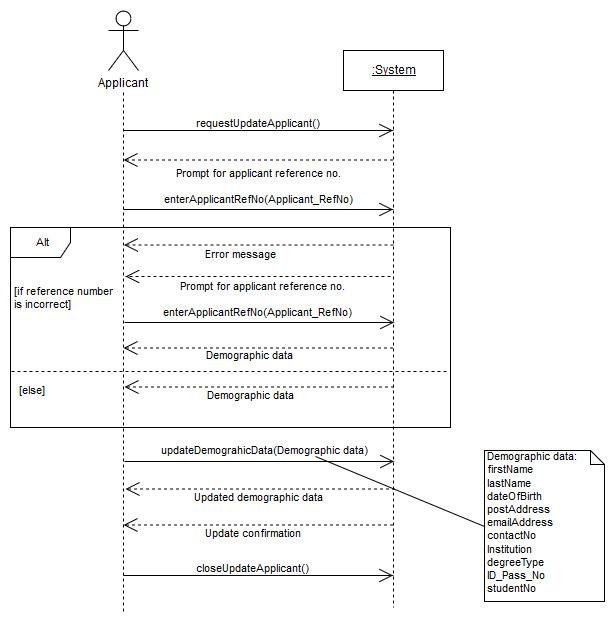 Applicant
:System
requestUpdateApplicant()
Prompt for applicant reference no.
enterApplicantRefNo(Applicant_RefNo)
Alt
Error message
Prompt for applicant reference no.
[if reference number
is incorrect]
enterApplicantRefNo(Applicant_RefNo)
Demographic data
[else]
Demographic data
updateDemograhicData(Demographic data)
Updated demographic data
Update confirmation
closeUpdateApplicant()
Demographic data:
firstName
lastName
dateOfBirth
postAddress
emailAddress
contactNo
Institution
degreeType
ID_Pass_No
studentNo